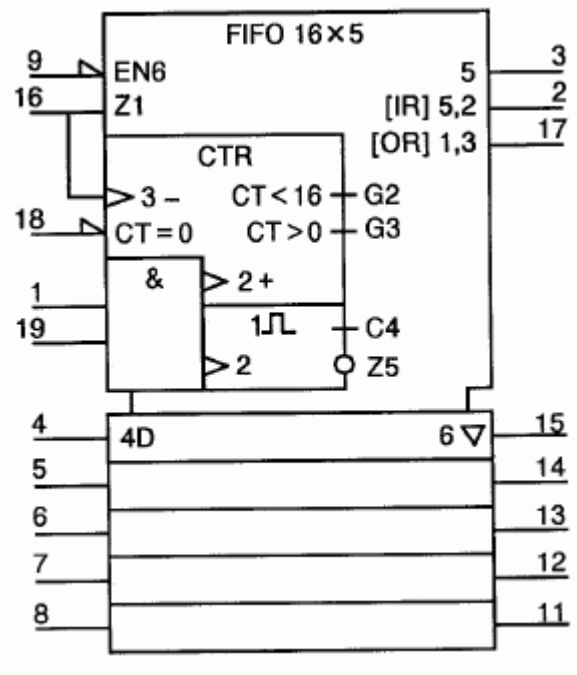 FIFO 16×5
9 EN6 5 3
16 Z1 [IR] 5,2 2
[OR] 1,3 17
CTR
3 − CT<16 G2
18 CT=0 CT>0 G3
& 2+
1
19 1 C4
2 Z5
4 4D 6 ▽ 15
5 14
6 13
7 12
8 11